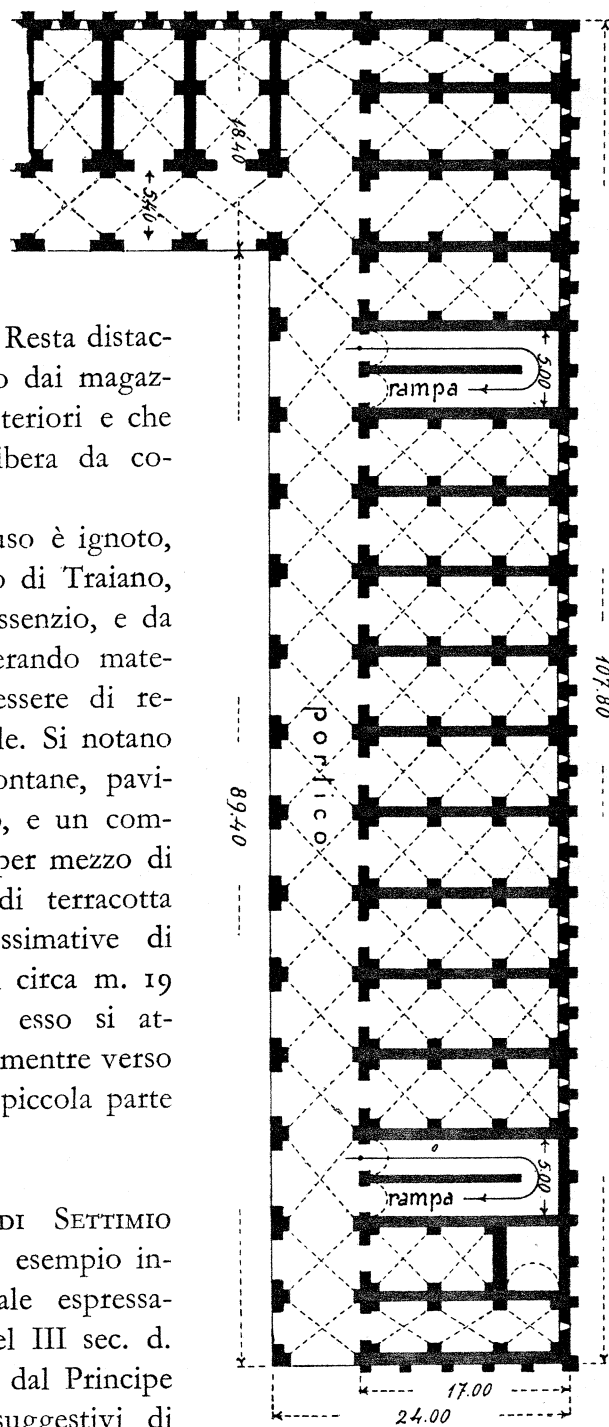 18.40
5.40
Resta distac-
o dai magaz-
teriori e che
ibera da co-
uso è ignoto,
o di Traiano,
ssenzio, e da
erando mate-
essere di re-
le. Si notano
ontane, pavi-
o, e un com-
per mezzo di
di terracotta
ssimative di
circa m. 19
esso si at-
mentre verso
piccola parte
DI SETTIMIO
esempio in-
ale espressa-
el III sec. d.
dal Principe
suggestivi di
rampa
5.00
portico
89.40
107.80
rampa
5.00
17.00
24.00